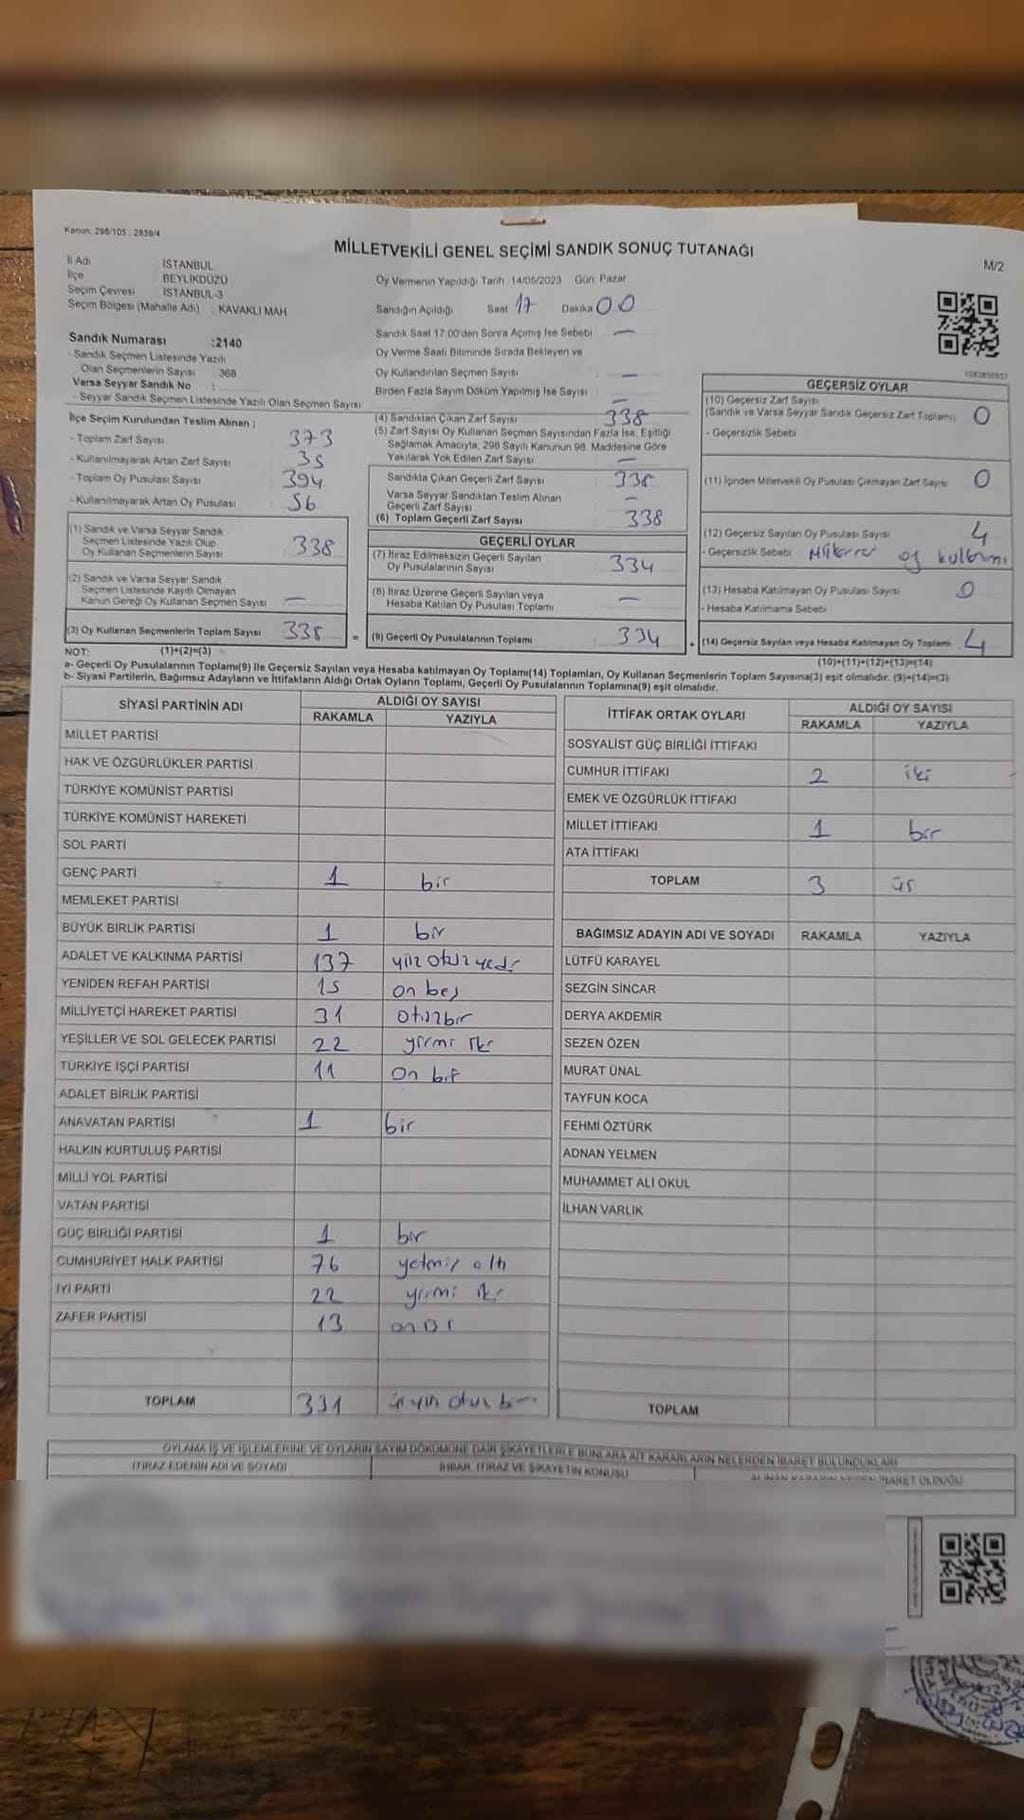 Kanun: 298/105 ; 2839/4
MİLLETVEKİLİ GENEL SEÇİMİ SANDIK SONUÇ TUTANAĞI
M/2
İl Adı İSTANBUL
İlçe BEYLİKDÜZÜ
Seçim Çevresi İSTANBUL-3
Seçim Bölgesi (Mahalle Adı) : KAVAKLI MAH
Oy Vermenin Yapıldığı Tarih 14/05/2023 Gün: Pazar
Sandığın Açıldığı Saat 17 Dakika 00
Sandık Saat 17:00'den Sonra Açılmış İse Sebebi —
Oy Verme Saati Bitiminde Sırada Bekleyen ve
Oy Kullandırılan Seçmen Sayısı —
Birden Fazla Sayım Döküm Yapılmış İse Sayısı —
Sandık Numarası :2140
- Sandık Seçmen Listesinde Yazılı
Olan Seçmenlerin Sayısı : 368
Varsa Seyyar Sandık No :
- Seyyar Sandık Seçmen Listesinde Yazılı Olan Seçmen Sayısı:
İlçe Seçim Kurulundan Teslim Alınan ;
- Toplam Zarf Sayısı 373
- Kullanılmayarak Artan Zarf Sayısı 35
- Toplam Oy Pusulası Sayısı 394
- Kullanılmayarak Artan Oy Pusulası 56
(1) Sandık ve Varsa Seyyar Sandık
Seçmen Listesinde Yazılı Olup
Oy Kullanan Seçmenlerin Sayısı 338
(2) Sandık ve Varsa Seyyar Sandık
Seçmen Listesinde Kayıtlı Olmayan
Kanun Gereği Oy Kullanan Seçmen Sayısı —
(3) Oy Kullanan Seçmenlerin Toplam Sayısı 338 =
(4) Sandıktan Çıkan Zarf Sayısı 338
(5) Zarf Sayısı Oy Kullanan Seçmen Sayısından Fazla İse, Eşitliği
Sağlamak Amacıyla, 298 Sayılı Kanunun 98. Maddesine Göre
Yakılarak Yok Edilen Zarf Sayısı —
Sandıkta Çıkan Geçerli Zarf Sayısı 338
Varsa Seyyar Sandıktan Teslim Alınan
Geçerli Zarf Sayısı —
(6) Toplam Geçerli Zarf Sayısı 338
GEÇERLİ OYLAR
(7) İtiraz Edilmeksizin Geçerli Sayılan
Oy Pusulalarının Sayısı 334
(8) İtiraz Üzerine Geçerli Sayılan veya
Hesaba Katılan Oy Pusulası Toplamı —
(9) Geçerli Oy Pusulalarının Toplamı 334 +
GEÇERSİZ OYLAR
(10) Geçersiz Zarf Sayısı
(Sandık ve Varsa Seyyar Sandık Geçersiz Zarf Toplamı) 0
- Geçersizlik Sebebi
(11) İçinden Milletvekili Oy Pusulası Çıkmayan Zarf Sayısı 0
(12) Geçersiz Sayılan Oy Pusulası Sayısı 4
- Geçersizlik Sebebi oy
(13) Hesaba Katılmayan Oy Pusulası Sayısı 0
- Hesaba Katılmama Sebebi
(14) Geçersiz Sayılan veya Hesaba Katılmayan Oy Toplamı 4
NOT: (1)+(2)=(3) (10)+(11)+(12)+(13)=(14)
a- Geçerli Oy Pusulalarının Toplamı(9) ile Geçersiz Sayılan veya Hesaba katılmayan Oy Toplamı(14) Toplamları, Oy Kullanan Seçmenlerin Toplam Sayısına(3) eşit olmalıdır. (9)+(14)=(3)
b- Siyasi Partilerin, Bağımsız Adayların ve İttifakların Aldığı Ortak Oyların Toplamı, Geçerli Oy Pusulalarının Toplamına(9) eşit olmalıdır.
SİYASİ PARTİNİN ADI ALDIĞI OY SAYISI
RAKAMLA YAZIYLA
MİLLET PARTİSİ
HAK VE ÖZGÜRLÜKLER PARTİSİ
TÜRKİYE KOMÜNİST PARTİSİ
TÜRKİYE KOMÜNİST HAREKETİ
SOL PARTİ
GENÇ PARTİ 1 bir
MEMLEKET PARTİSİ
BÜYÜK BİRLİK PARTİSİ 1 bir
ADALET VE KALKINMA PARTİSİ 137 yüz otuz yedi
YENİDEN REFAH PARTİSİ 15 on beş
MİLLİYETÇİ HAREKET PARTİSİ 31 otuzbir
YEŞİLLER VE SOL GELECEK PARTİSİ 22 yirmi iki
TÜRKİYE İŞÇİ PARTİSİ 11 on bir
ADALET BİRLİK PARTİSİ
ANAVATAN PARTİSİ 1 bir
HALKIN KURTULUŞ PARTİSİ
MİLLİ YOL PARTİSİ
VATAN PARTİSİ
GÜÇ BİRLİĞİ PARTİSİ 1 bir
CUMHURİYET HALK PARTİSİ 76 yetmiş altı
İYİ PARTİ 22 yirmi iki
ZAFER PARTİSİ 13 onüç
TOPLAM 331
İTTİFAK ORTAK OYLARI ALDIĞI OY SAYISI
RAKAMLA YAZIYLA
SOSYALİST GÜÇ BİRLİĞİ İTTİFAKI
CUMHUR İTTİFAKI 2 iki
EMEK VE ÖZGÜRLÜK İTTİFAKI
MİLLET İTTİFAKI 1 bir
ATA İTTİFAKI
TOPLAM 3 üç
BAĞIMSIZ ADAYIN ADI VE SOYADI RAKAMLA YAZIYLA
LÜTFÜ KARAYEL
SEZGİN SİNCAR
DERYA AKDEMİR
SEZEN ÖZEN
MURAT ÜNAL
TAYFUN KOCA
FEHMİ ÖZTÜRK
ADNAN YELMEN
MUHAMMET ALİ OKUL
İLHAN VARLIK
TOPLAM
OYLAMA İŞ VE İŞLEMLERİNE VE OYLARIN SAYIM DÖKÜMÜNE DAİR ŞİKAYETLERLE BUNLARA AİT KARARLARIN NELERDEN İBARET BULUNDUKLARI
İTİRAZ EDENİN ADI VE SOYADI İHBAR, İTİRAZ VE ŞİKAYETİN KONUSU ALINAN KARARIN NEDEN İBARET OLDUĞU